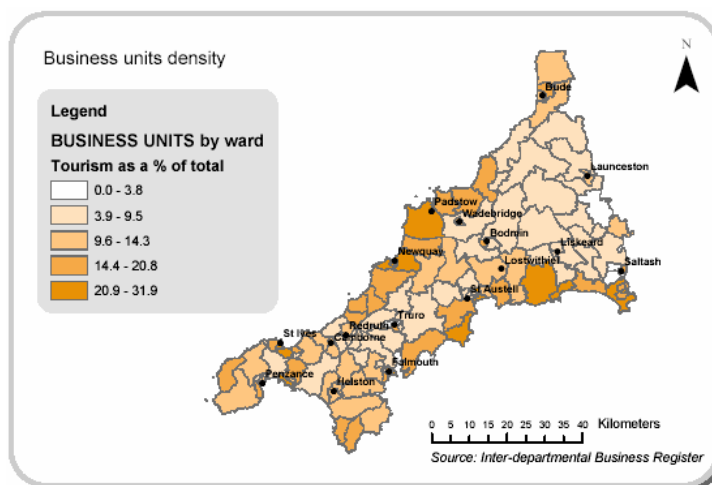 Business units density
N
Legend
BUSINESS UNITS by ward
Tourism as a % of total
0.0 - 3.8
3.9 - 9.5
9.6 - 14.3
14.4 - 20.8
20.9 - 31.9
Bude
Launceston
Padstow
Wadebridge
Bodmin
Liskeard
Newquay
Lostwithiel
Saltash
St Austell
Truro
Redruth
St Ives
Camborne
Falmouth
Penzance
Helston
Kilometers
0 5 10 15 20 25 30 35 40
Source: Inter-departmental Business Register